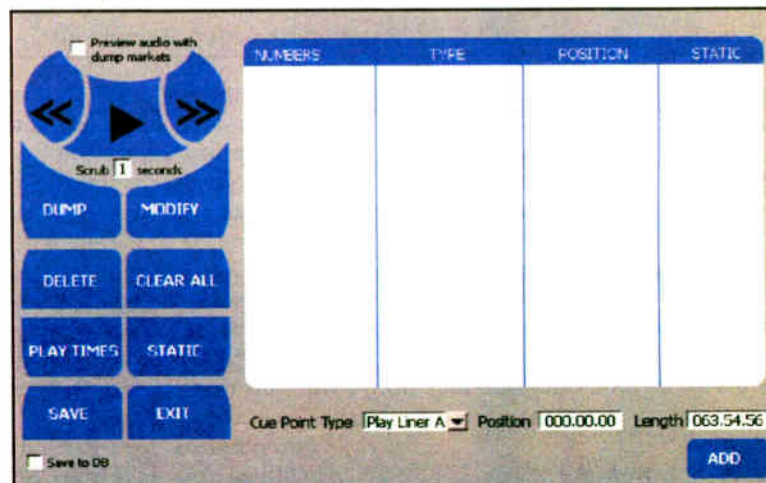 Preview audio with
dump markets
NUMBERS TYPE POSITION STATIC
Scrub 1 seconds
DUMP MODIFY
DELETE CLEAR ALL
PLAY TIMES STATIC
SAVE EXIT
Cue Point Type Play Liner A Position 000.00.00 Length 063.54.56
Save to DB
ADD